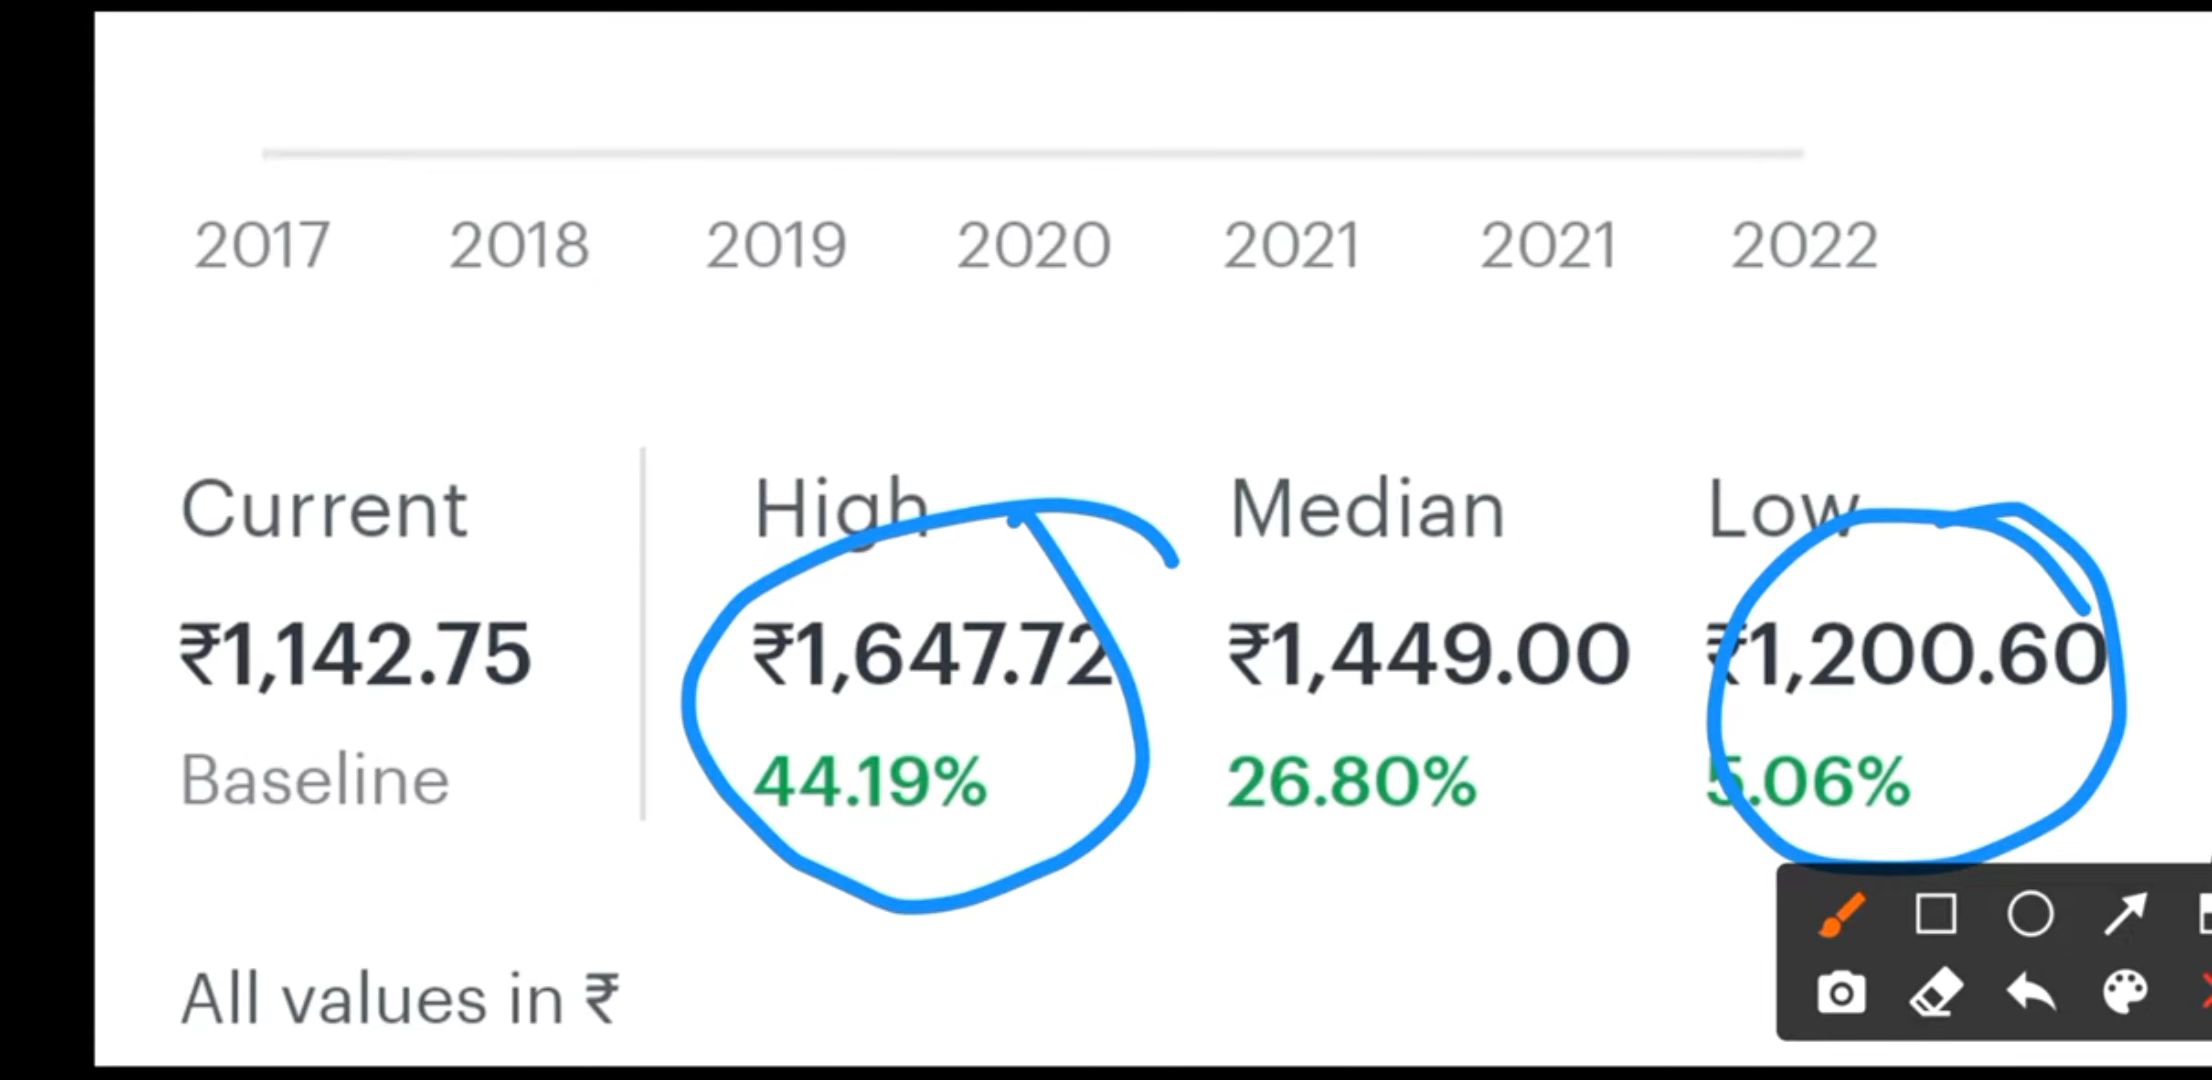 2017 2018 2019 2020 2021 2021 2022
Current High Median Low
₹1,142.75 ₹1,647.72 ₹1,449.00 ₹1,200.60
Baseline 44.19% 26.80% 5.06%
All values in ₹